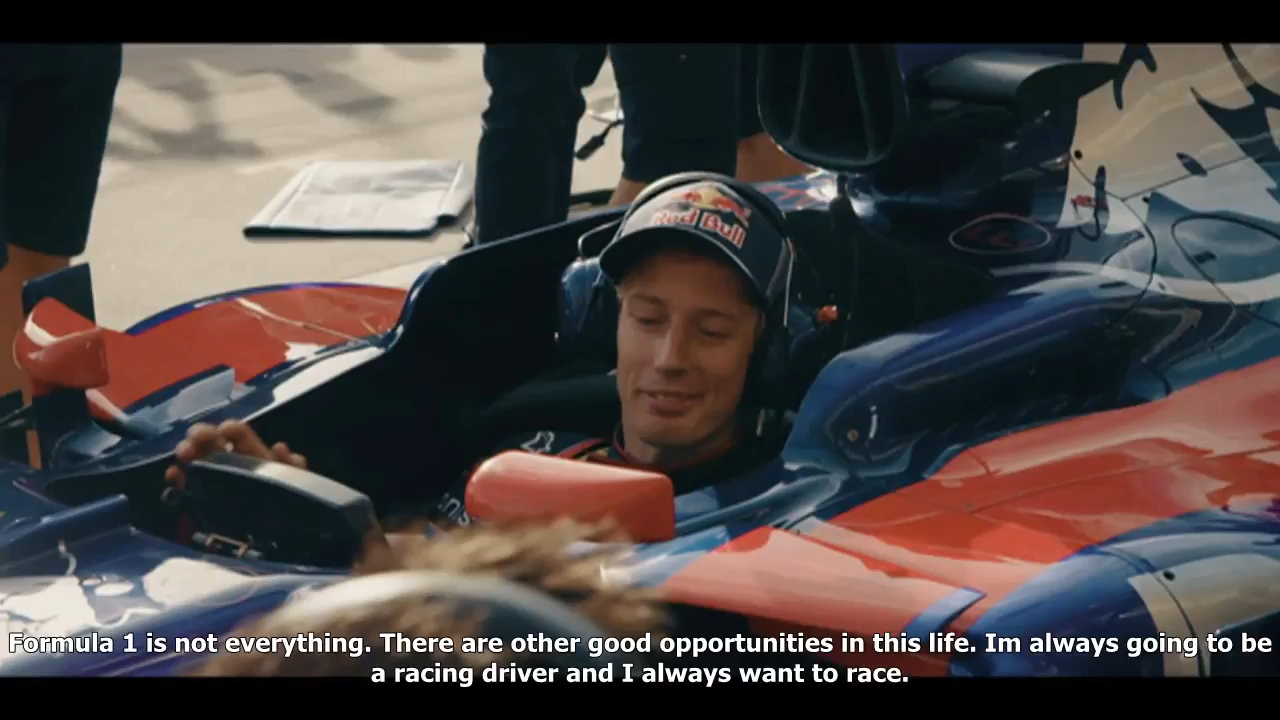 Red Bull
ins
Formula 1 is not everything. There are other good opportunities in this life. Im always going to be
a racing driver and I always want to race.